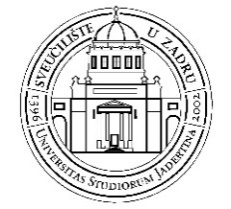 SVEUČILIŠTE U ZADRU
1396 UNIVERSITAS STUDIORUM JADERTINA 2002